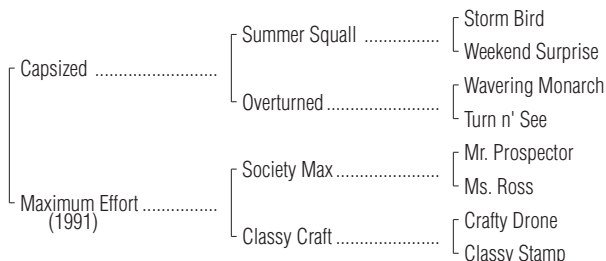 Storm Bird
Summer Squall ................
Weekend Surprise
Capsized ..........................
Wavering Monarch
Overturned ........................
Turn n' See
Mr. Prospector
Society Max ......................
Ms. Ross
Maximum Effort ................
(1991)
Crafty Drone
Classy Craft ......................
Classy Stamp